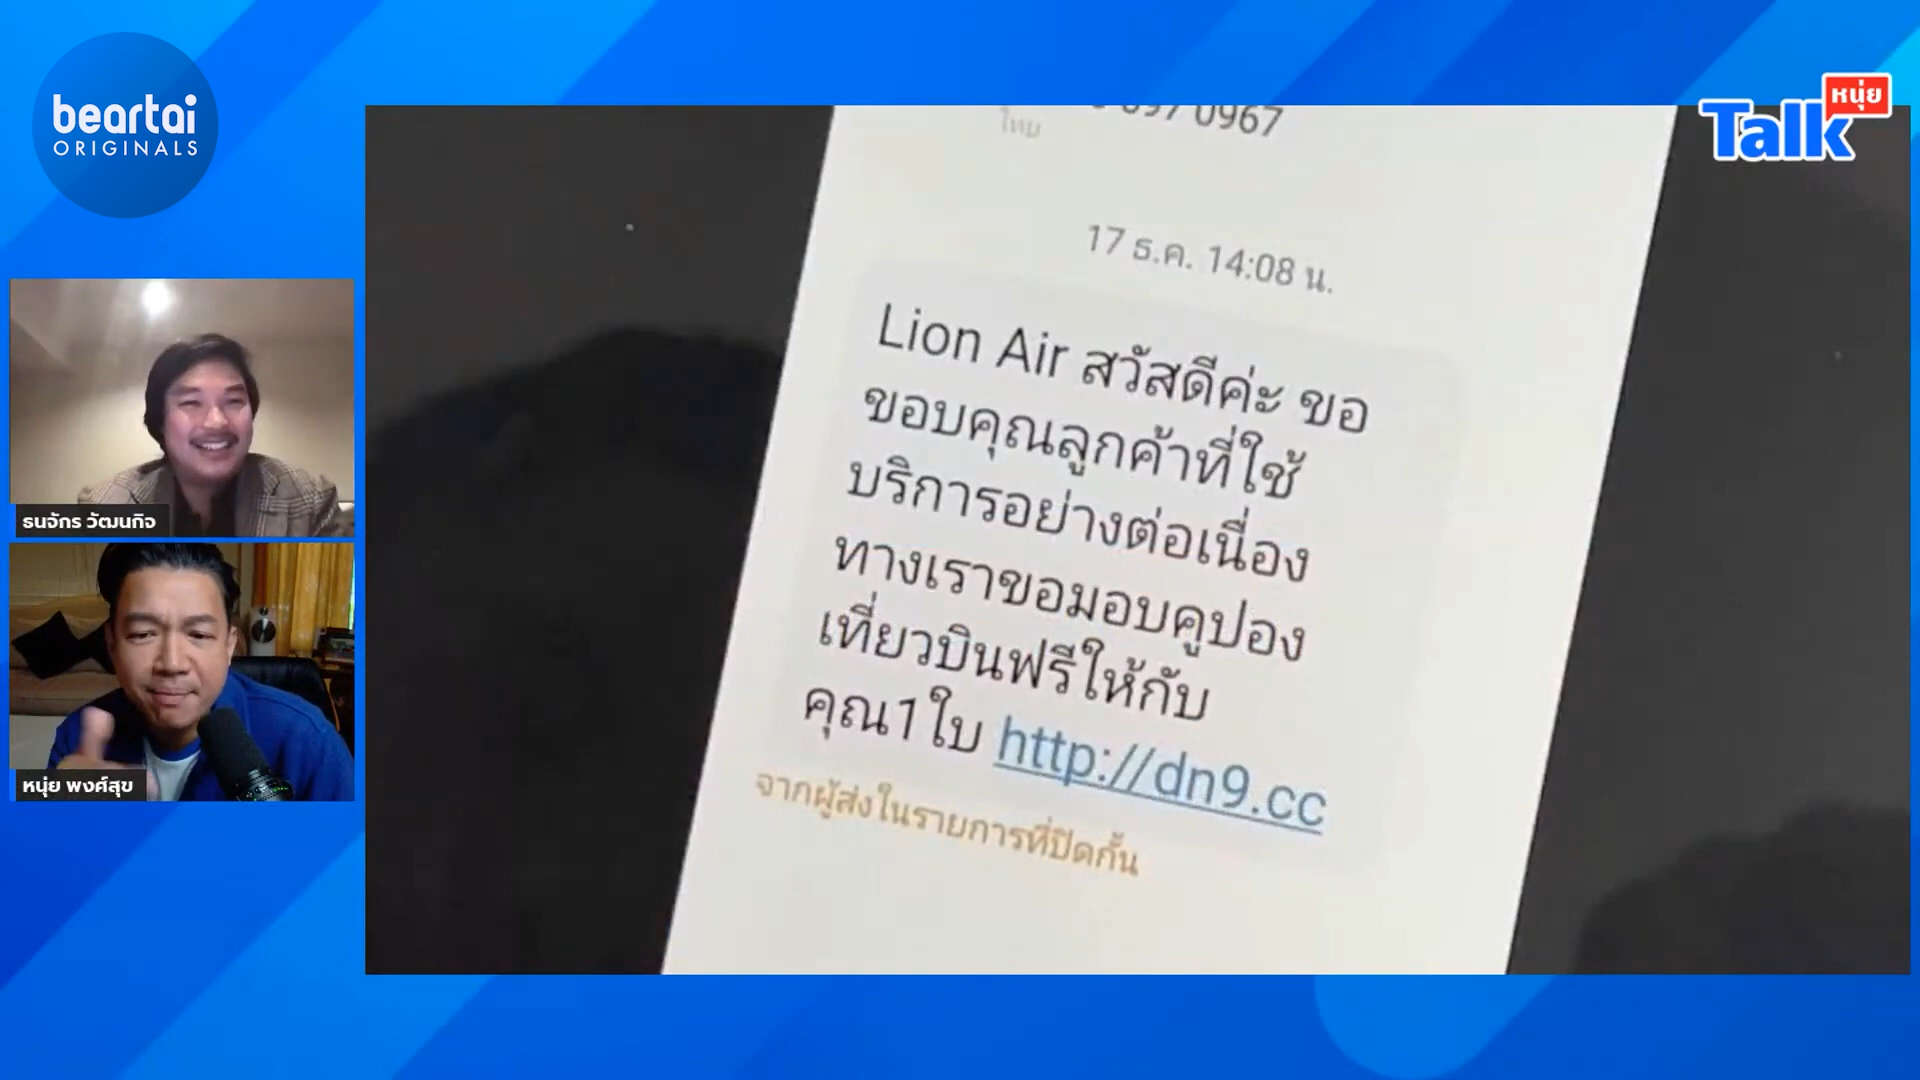 beartai
ORIGINALS
หนุ่ย
Talk
0967
ไทย
17 ธ.ค. 14:08 น.
Lion Air สวัสดีค่ะ ขอ
ขอบคุณลูกค้าที่ใช้
บริการอย่างต่อเนื่อง
ทางเราขอมอบคูปอง
เที่ยวบินฟรีให้กับ
คุณ1ใบ http://dn9.cc
จากผู้ส่งในรายการที่ปิดกั้น
ธนจักร วัฒนกิจ
หนุ่ย พงศ์สุข